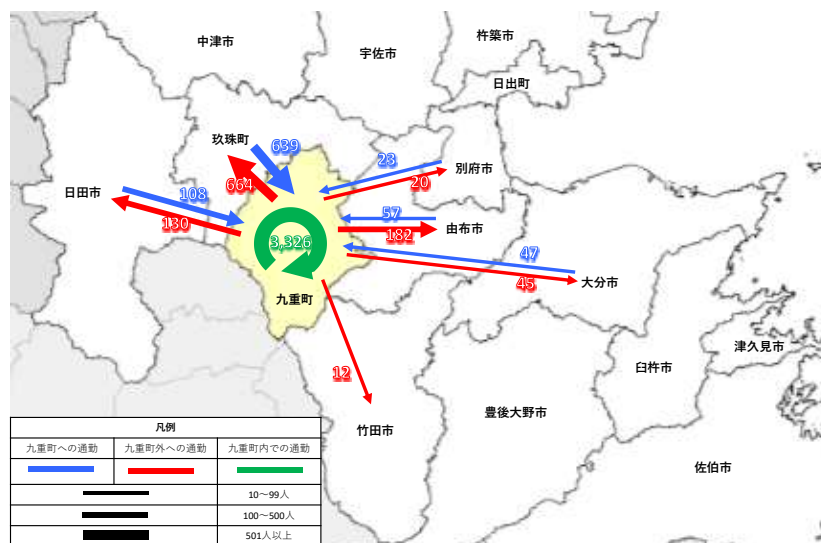 中津市
宇佐市
杵築市
日出町
玖珠町
639
23
別府市
664
20
日田市
108
57
130
182
由布市
3,326
47
45
大分市
九重町
津久見市
臼杵市
12
豊後大野市
竹田市
佐伯市
凡例
九重町への通勤 九重町外への通勤 九重町内での通勤
10～99人
100～500人
501人以上